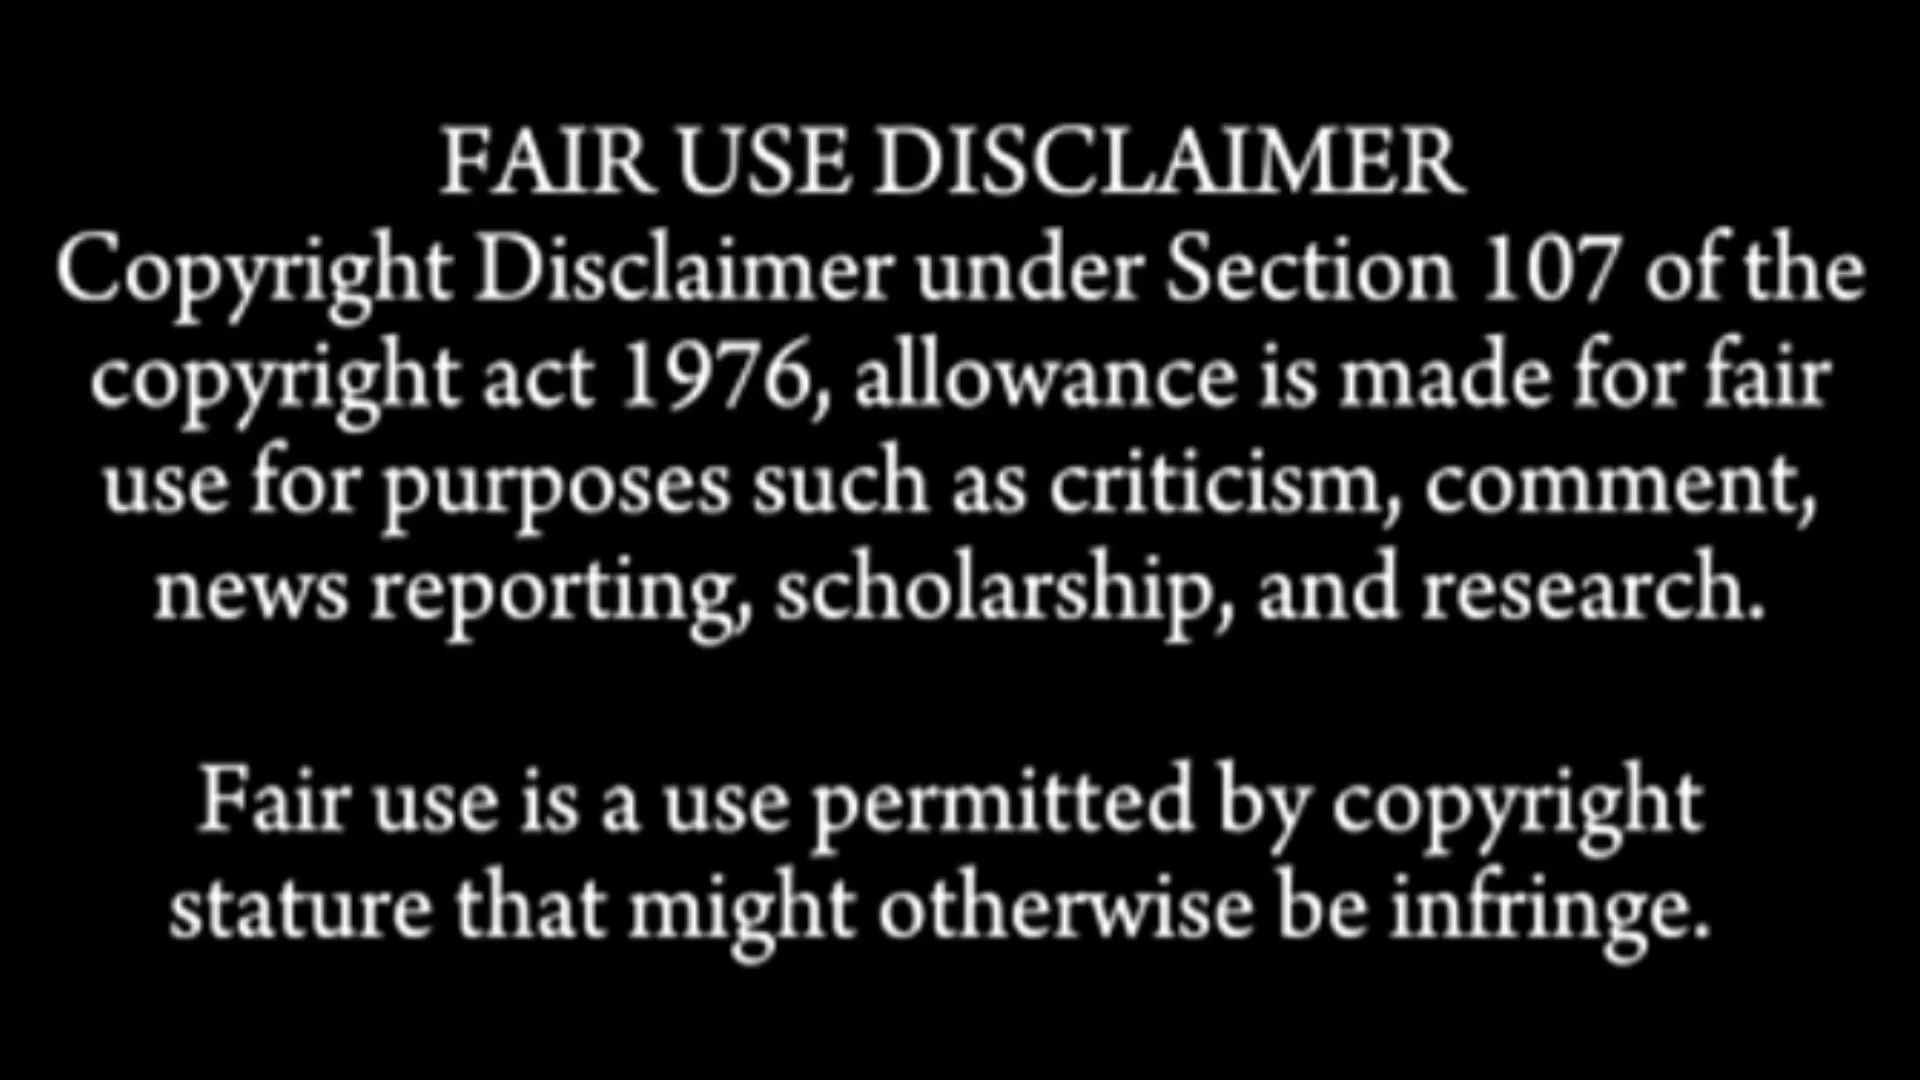 FAIR USE DISCLAIMER
Copyright Disclaimer under Section 107 of the
copyright act 1976, allowance is made for fair
use for purposes such as criticism, comment,
news reporting, scholarship, and research.
Fair use is a use permitted by copyright
stature that might otherwise be infringe.